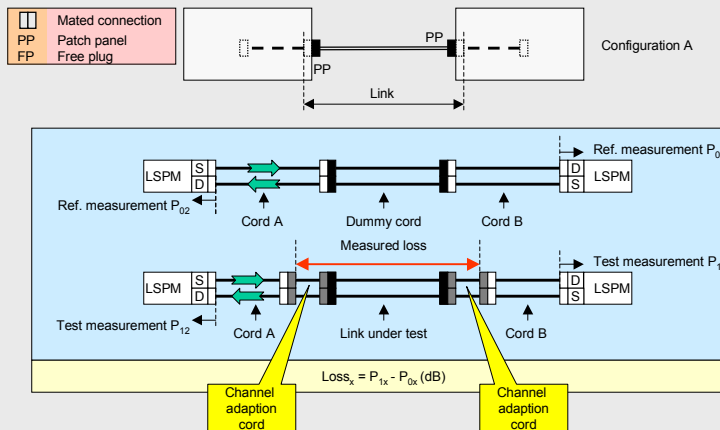 Mated connection
PP Patch panel
FP Free plug
PP
PP
Configuration A
Link
Ref. measurement P0
LSPM S D
D S LSPM
Ref. measurement P02
Cord A
Dummy cord
Cord B
Measured loss
Test measurement P1
LSPM S D
D S LSPM
Test measurement P12
Cord A
Link under test
Cord B
Lossx = P1x - P0x (dB)
Channel adaption cord
Channel adaption cord